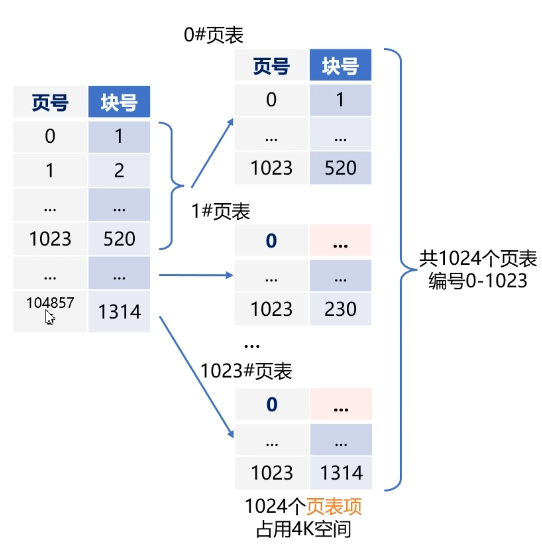 页号 块号
0 1
1 2
... ...
1023 520
... ...
104857 1314
0#页表
页号 块号
0 1
... ...
1023 520
1#页表
0 ...
... ...
1023 230
...
1023#页表
0 ...
... ...
1023 1314
1024个页表项
占用4K空间
共1024个页表
编号0-1023